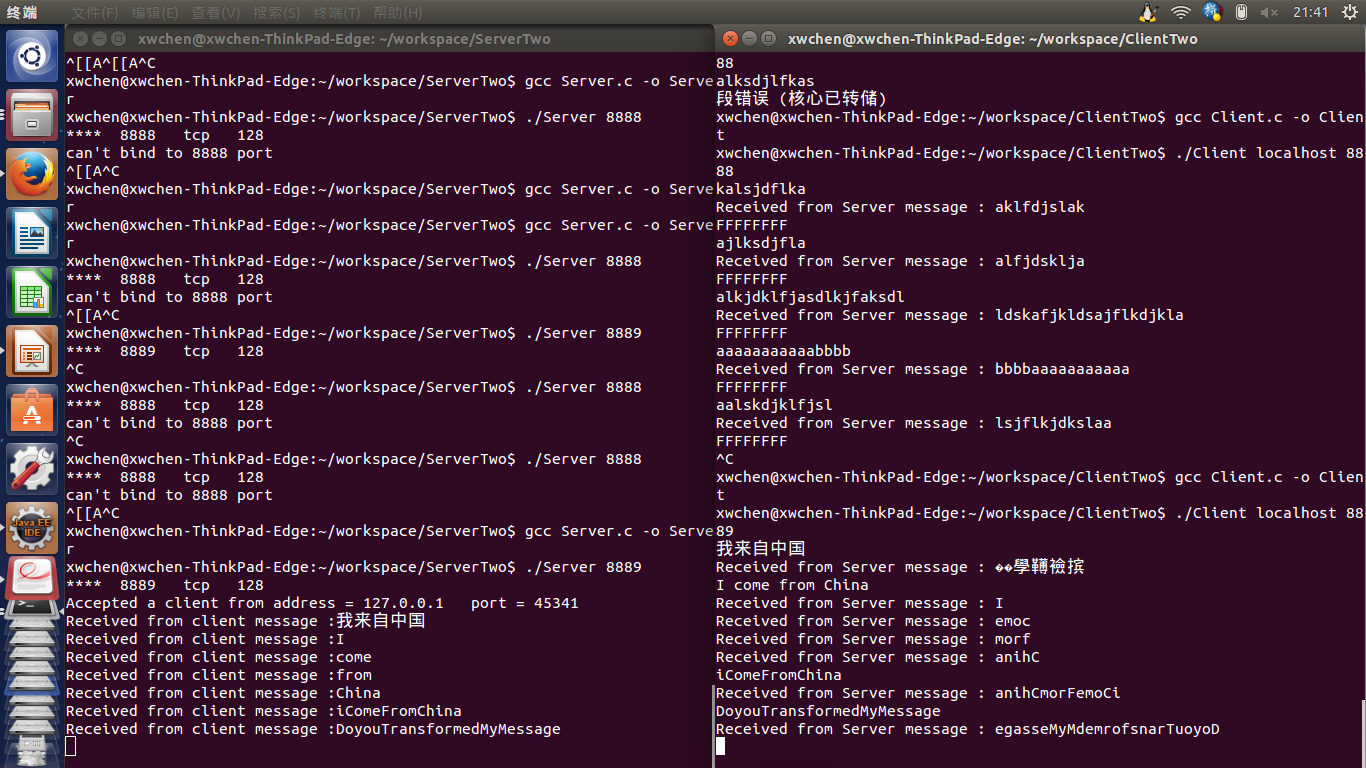 终端 文件(F) 编辑(E) 查看(V) 搜索(S) 终端(T) 帮助(H) 21:41
xwchen@xwchen-ThinkPad-Edge: ~/workspace/ServerTwo
^[[A^[[A^C
xwchen@xwchen-ThinkPad-Edge:~/workspace/ServerTwo$ gcc Server.c -o Serve
r
xwchen@xwchen-ThinkPad-Edge:~/workspace/ServerTwo$ ./Server 8888
**** 8888 tcp 128
can't bind to 8888 port
^[[A^C
xwchen@xwchen-ThinkPad-Edge:~/workspace/ServerTwo$ gcc Server.c -o Serve
r
xwchen@xwchen-ThinkPad-Edge:~/workspace/ServerTwo$ gcc Server.c -o Serve
r
xwchen@xwchen-ThinkPad-Edge:~/workspace/ServerTwo$ ./Server 8888
**** 8888 tcp 128
can't bind to 8888 port
^[[A^C
xwchen@xwchen-ThinkPad-Edge:~/workspace/ServerTwo$ ./Server 8889
**** 8889 tcp 128
^C
xwchen@xwchen-ThinkPad-Edge:~/workspace/ServerTwo$ ./Server 8888
**** 8888 tcp 128
can't bind to 8888 port
^C
xwchen@xwchen-ThinkPad-Edge:~/workspace/ServerTwo$ ./Server 8888
**** 8888 tcp 128
can't bind to 8888 port
^[[A^C
xwchen@xwchen-ThinkPad-Edge:~/workspace/ServerTwo$ gcc Server.c -o Serve
r
xwchen@xwchen-ThinkPad-Edge:~/workspace/ServerTwo$ ./Server 8889
**** 8889 tcp 128
Accepted a client from address = 127.0.0.1 port = 45341
Received from client message :我来自中国
Received from client message :I
Received from client message :come
Received from client message :from
Received from client message :China
Received from client message :iComeFromChina
Received from client message :DoyouTransformedMyMessage
xwchen@xwchen-ThinkPad-Edge: ~/workspace/ClientTwo
88
alksdjlfkas
段错误 (核心已转储)
xwchen@xwchen-ThinkPad-Edge:~/workspace/ClientTwo$ gcc Client.c -o Clien
t
xwchen@xwchen-ThinkPad-Edge:~/workspace/ClientTwo$ ./Client localhost 88
88
kalsjdflka
Received from Server message : aklfdjslak
FFFFFFFF
ajlksdjfla
Received from Server message : alfjdsklja
FFFFFFFF
alkjdklfjasdlkjfaksdl
Received from Server message : ldskafjkldsajflkdjkla
FFFFFFFF
aaaaaaaaaaabbbb
Received from Server message : bbbbaaaaaaaaaaa
FFFFFFFF
aalskdjklfjsl
Received from Server message : lsjflkjdkslaa
FFFFFFFF
^C
xwchen@xwchen-ThinkPad-Edge:~/workspace/ClientTwo$ gcc Client.c -o Clien
t
xwchen@xwchen-ThinkPad-Edge:~/workspace/ClientTwo$ ./Client localhost 88
89
我来自中国
Received from Server message : ��學
I come from China
Received from Server message : I
Received from Server message : emoc
Received from Server message : morf
Received from Server message : anihC
iComeFromChina
Received from Server message : anihCmorFemoCi
DoyouTransformedMyMessage
Received from Server message : egasseMyMdemrofsnarTuoyoD
Java EE
IDE